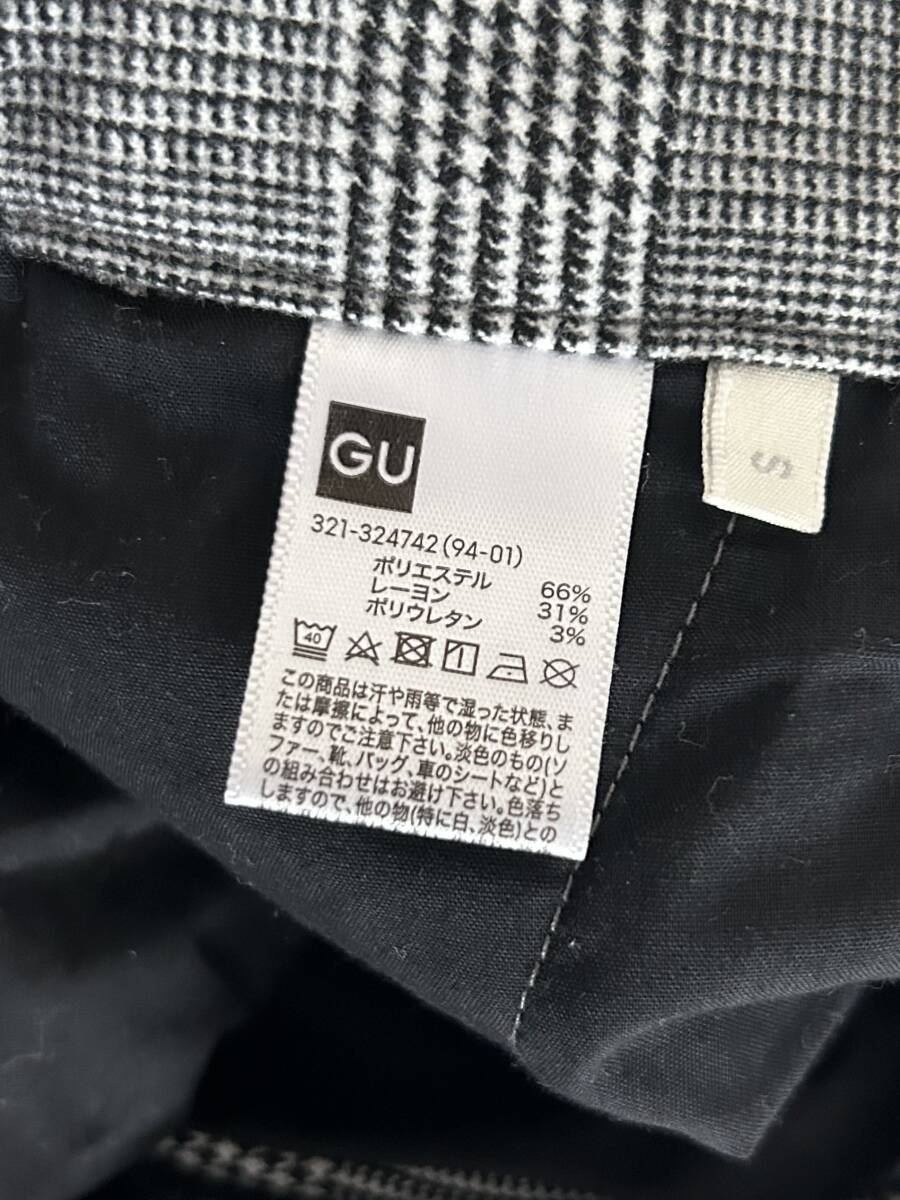 GU
S
321-324742(94-01)
ポリエステル 66%
レーヨン 31%
ポリウレタン 3%
40
この商品は汗や雨等で湿った状態、ま
たは摩擦によって、他の物に色移りし
ますのでご注意下さい。淡色のもの(ソ
ファー、靴、バッグ、車のシートなど)と
の組み合わせはお避け下さい。色落ち
しますので、他の物(特に白、淡色)との